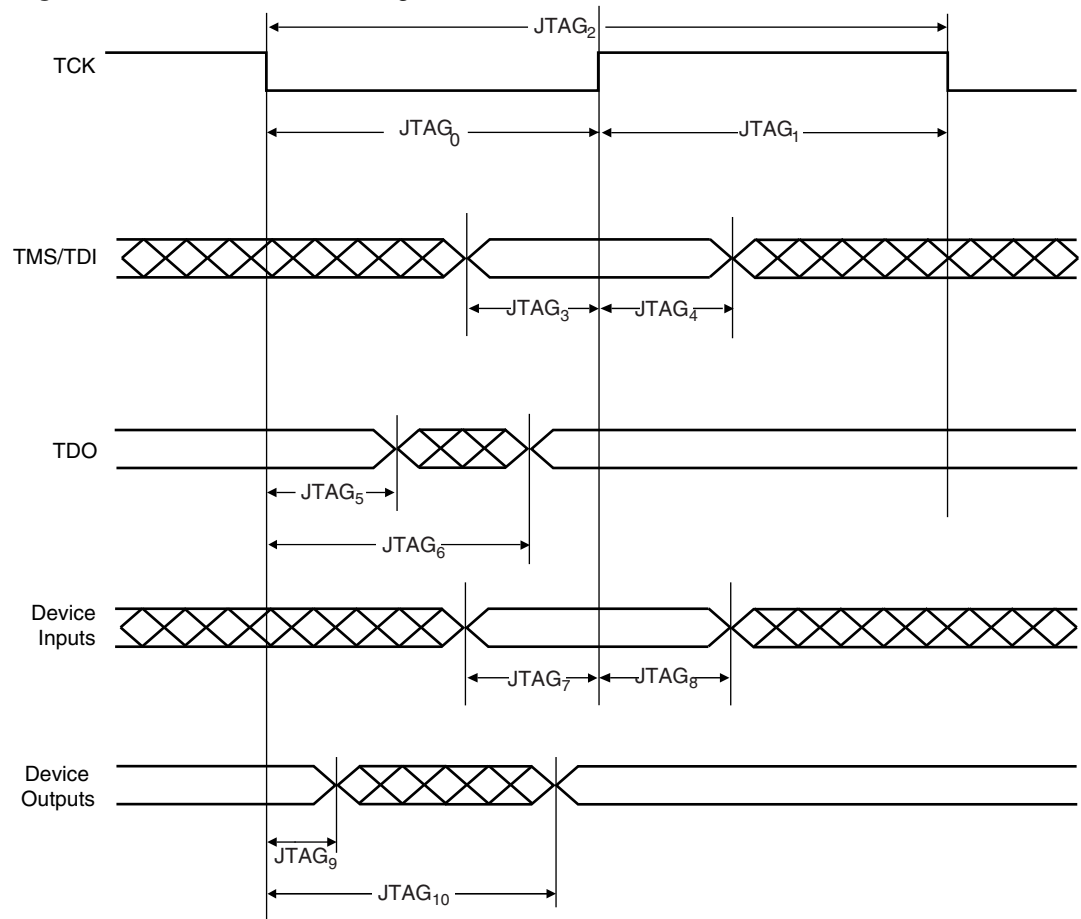 JTAG₂
TCK
JTAG₀
JTAG₁
TMS/TDI
JTAG₃
JTAG₄
TDO
JTAG₅
JTAG₆
Device
Inputs
JTAG₇
JTAG₈
Device
Outputs
JTAG₉
JTAG₁₀